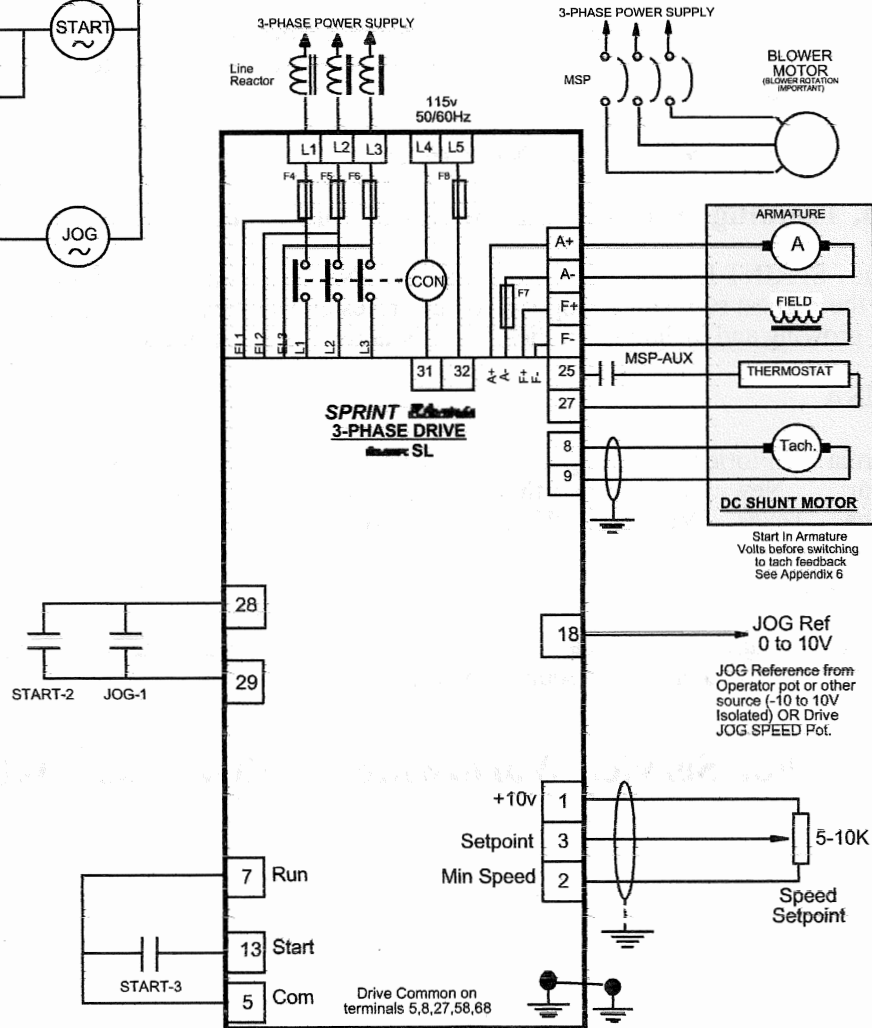 START
JOG
3-PHASE POWER SUPPLY
Line
Reactor
115v
50/60Hz
L1
L2
L3
L4
L5
F4
F5
F6
F8
CON
F7
EL1
EL2
EL3
L1
L2
L3
31
32
A+
A-
F+
F-
3-PHASE POWER SUPPLY
MSP
BLOWER
MOTOR
(BLOWER ROTATION
IMPORTANT)
A+
A-
F+
F-
25
27
8
9
ARMATURE
A
FIELD
MSP-AUX
THERMOSTAT
Tach.
DC SHUNT MOTOR
Start In Armature
Volts before switching
to tach feedback
See Appendix 6
SPRINT
3-PHASE DRIVE
SL
28
29
START-2
JOG-1
18
JOG Ref
0 to 10V
JOG Reference from
Operator pot or other
source (-10 to 10V
Isolated) OR Drive
JOG SPEED Pot.
+10v
1
Setpoint
3
Min Speed
2
5-10K
Speed
Setpoint
7
Run
13
Start
START-3
5
Com
Drive Common on
terminals 5,8,27,58,68